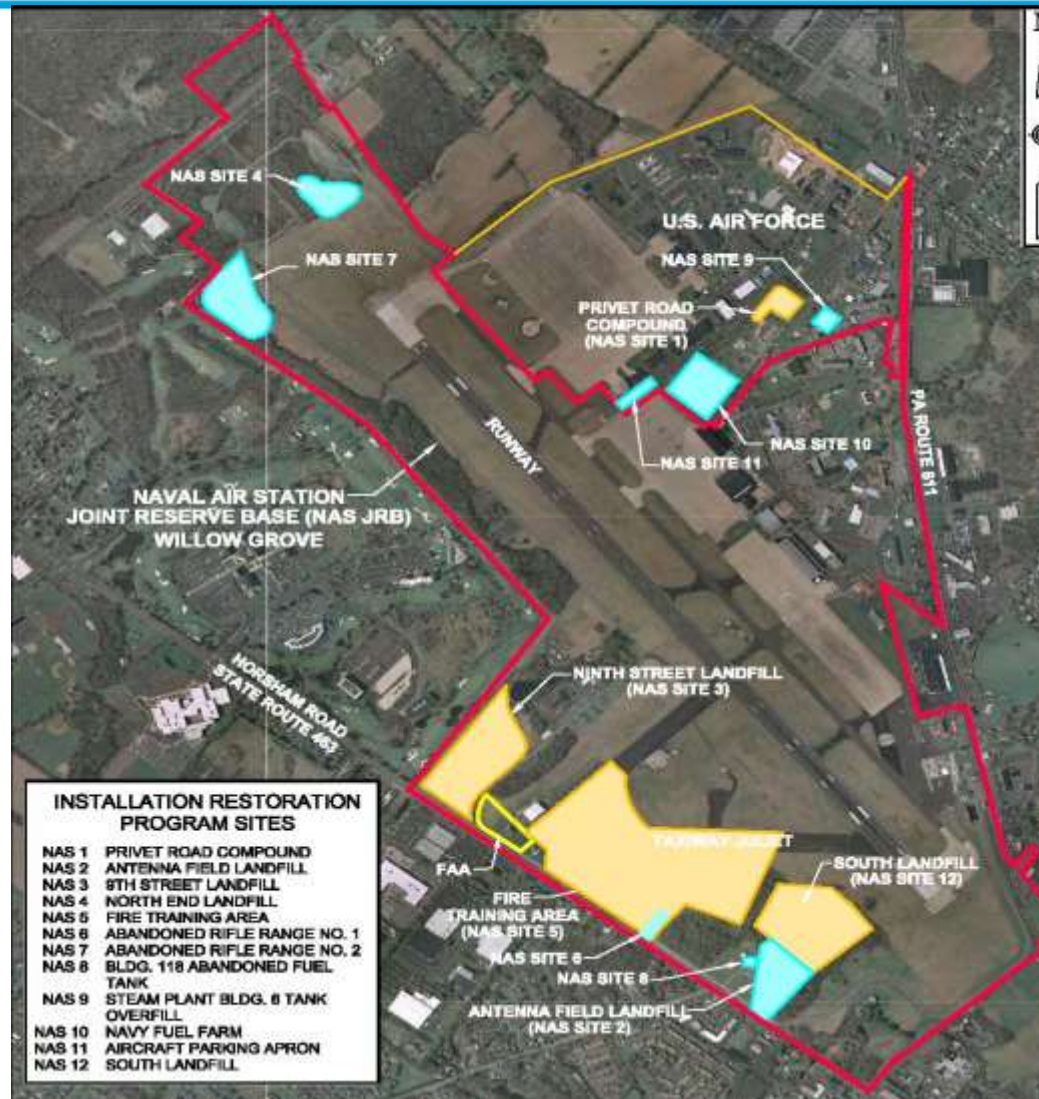 NAS SITE 4
NAS SITE 7
U.S. AIR FORCE
NAS SITE 9
PRIVET ROAD
COMPOUND
(NAS SITE 1)
NAS SITE 10
NAS SITE 11
RUNWAY
PA ROUTE 611
NAVAL AIR STATION
JOINT RESERVE BASE (NAS JRB)
WILLOW GROVE
HORSHAM ROAD
STATE ROUTE 463
NINTH STREET LANDFILL
(NAS SITE 3)
TAXIWAY JULIET
SOUTH LANDFILL
(NAS SITE 12)
FAA
FIRE
TRAINING AREA
(NAS SITE 5)
NAS SITE 6
NAS SITE 8
ANTENNA FIELD LANDFILL
(NAS SITE 2)
INSTALLATION RESTORATION
PROGRAM SITES
NAS 1 PRIVET ROAD COMPOUND
NAS 2 ANTENNA FIELD LANDFILL
NAS 3 9TH STREET LANDFILL
NAS 4 NORTH END LANDFILL
NAS 5 FIRE TRAINING AREA
NAS 6 ABANDONED RIFLE RANGE NO. 1
NAS 7 ABANDONED RIFLE RANGE NO. 2
NAS 8 BLDG. 118 ABANDONED FUEL
TANK
NAS 9 STEAM PLANT BLDG. 6 TANK
OVERFILL
NAS 10 NAVY FUEL FARM
NAS 11 AIRCRAFT PARKING APRON
NAS 12 SOUTH LANDFILL